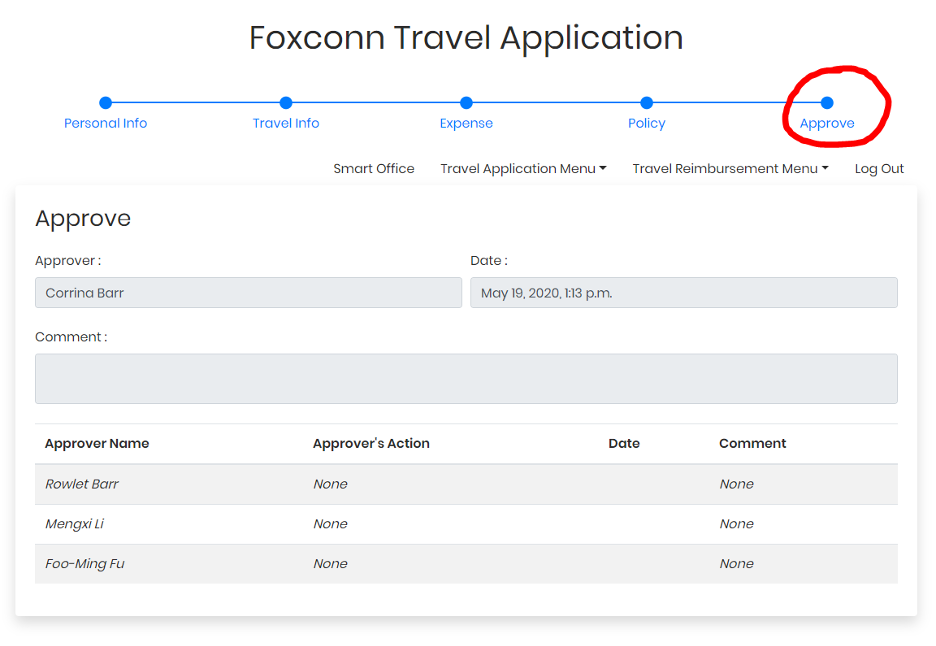 Foxconn Travel Application
Personal Info Travel Info Expense Policy Approve
Smart Office Travel Application Menu Travel Reimbursement Menu Log Out
Approve
Approver : Date :
Corrina Barr May 19, 2020, 1:13 p.m.
Comment :
Approver Name Approver's Action Date Comment
Rowlet Barr None None
Mengxi Li None None
Foo-Ming Fu None None